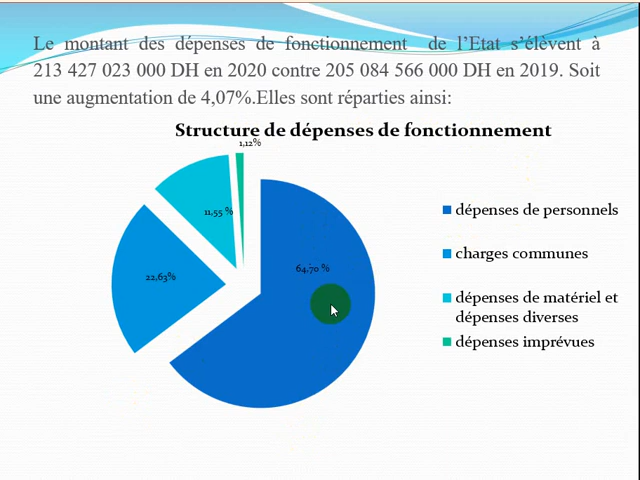 Le montant des dépenses de fonctionnement de l’Etat s’élèvent à
213 427 023 000 DH en 2020 contre 205 084 566 000 DH en 2019. Soit
une augmentation de 4,07%.Elles sont réparties ainsi:
Structure de dépenses de fonctionnement
1,12%
11,55 %
22,63%
64,70 %
dépenses de personnels
charges communes
dépenses de matériel et
dépenses diverses
dépenses imprévues